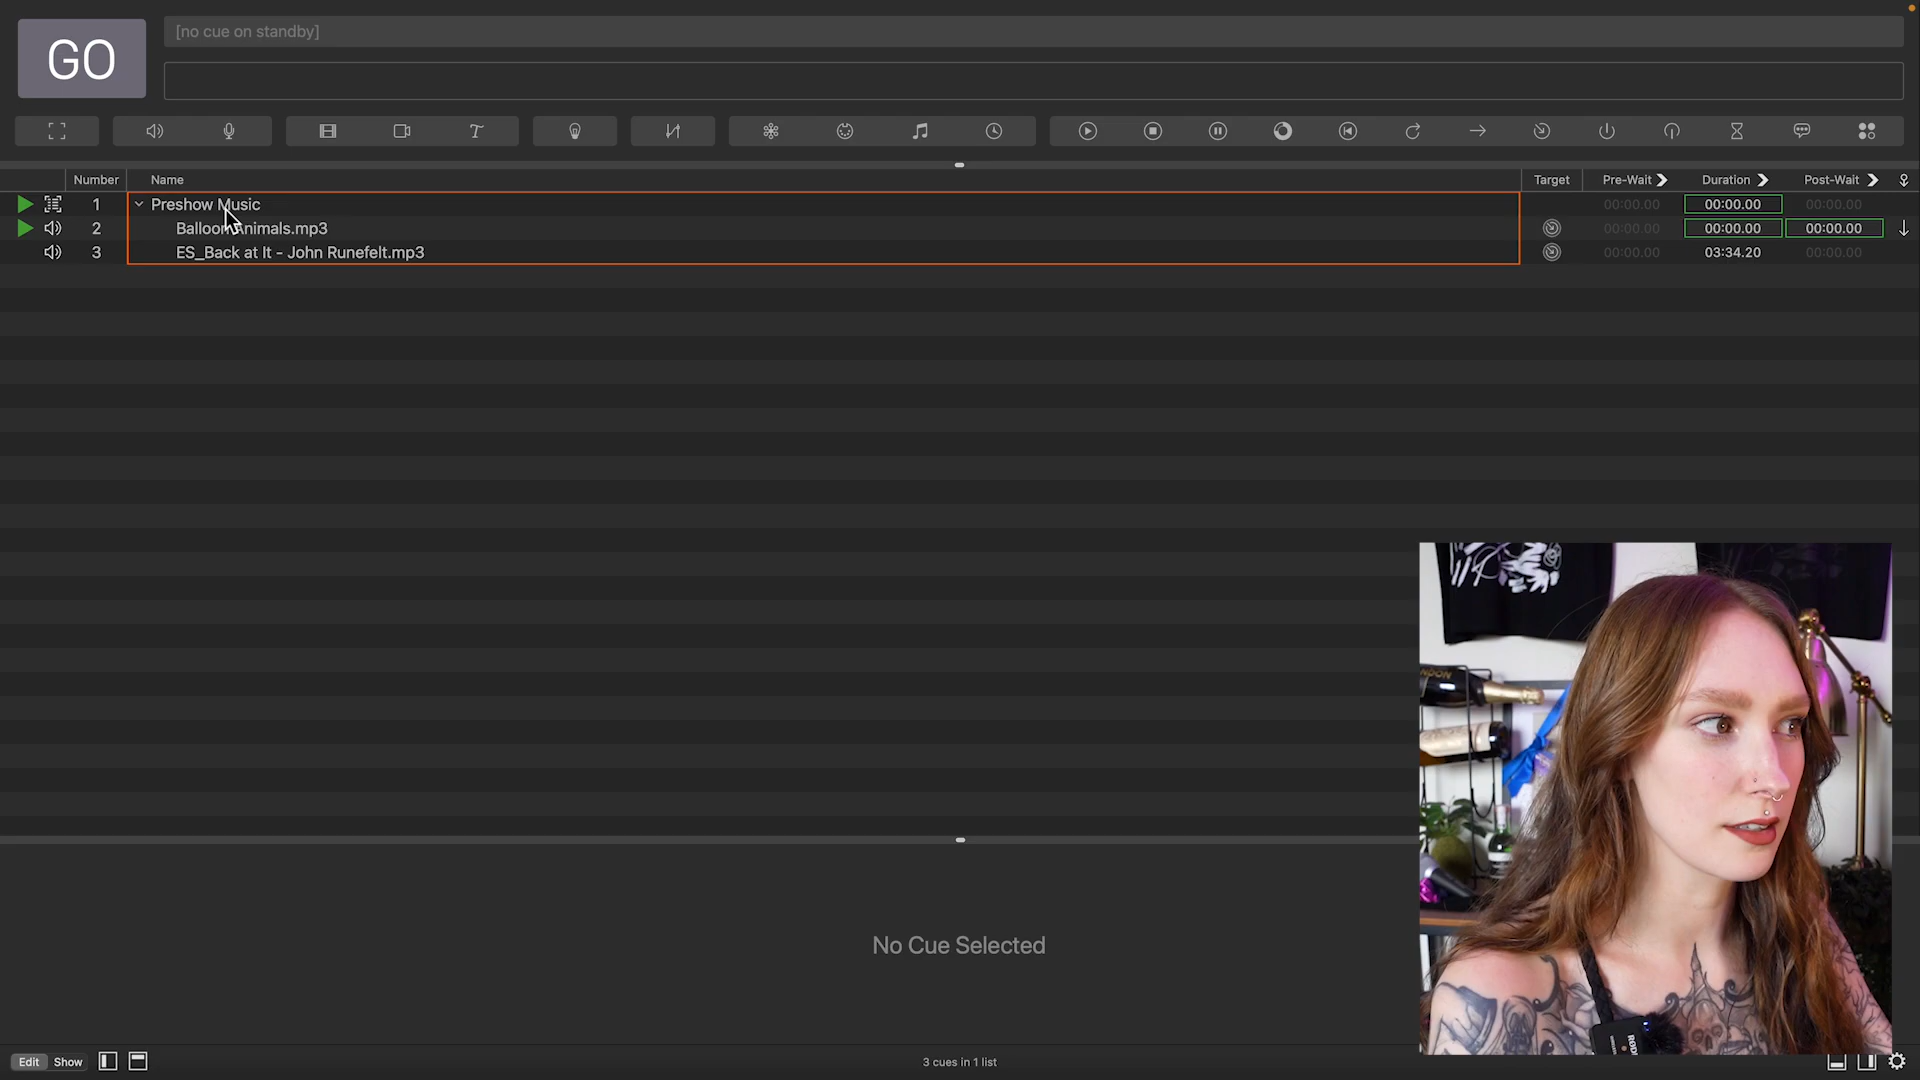 GO
[no cue on standby]
Number Name Target Pre-Wait Duration Post-Wait
1 Preshow Music 00:00.00 00:00.00 00:00.00
2 Balloon Animals.mp3 00:00.00 00:00.00 00:00.00
3 ES_Back at It - John Runefelt.mp3 00:00.00 03:34.20 00:00.00
No Cue Selected
Edit Show 3 cues in 1 list